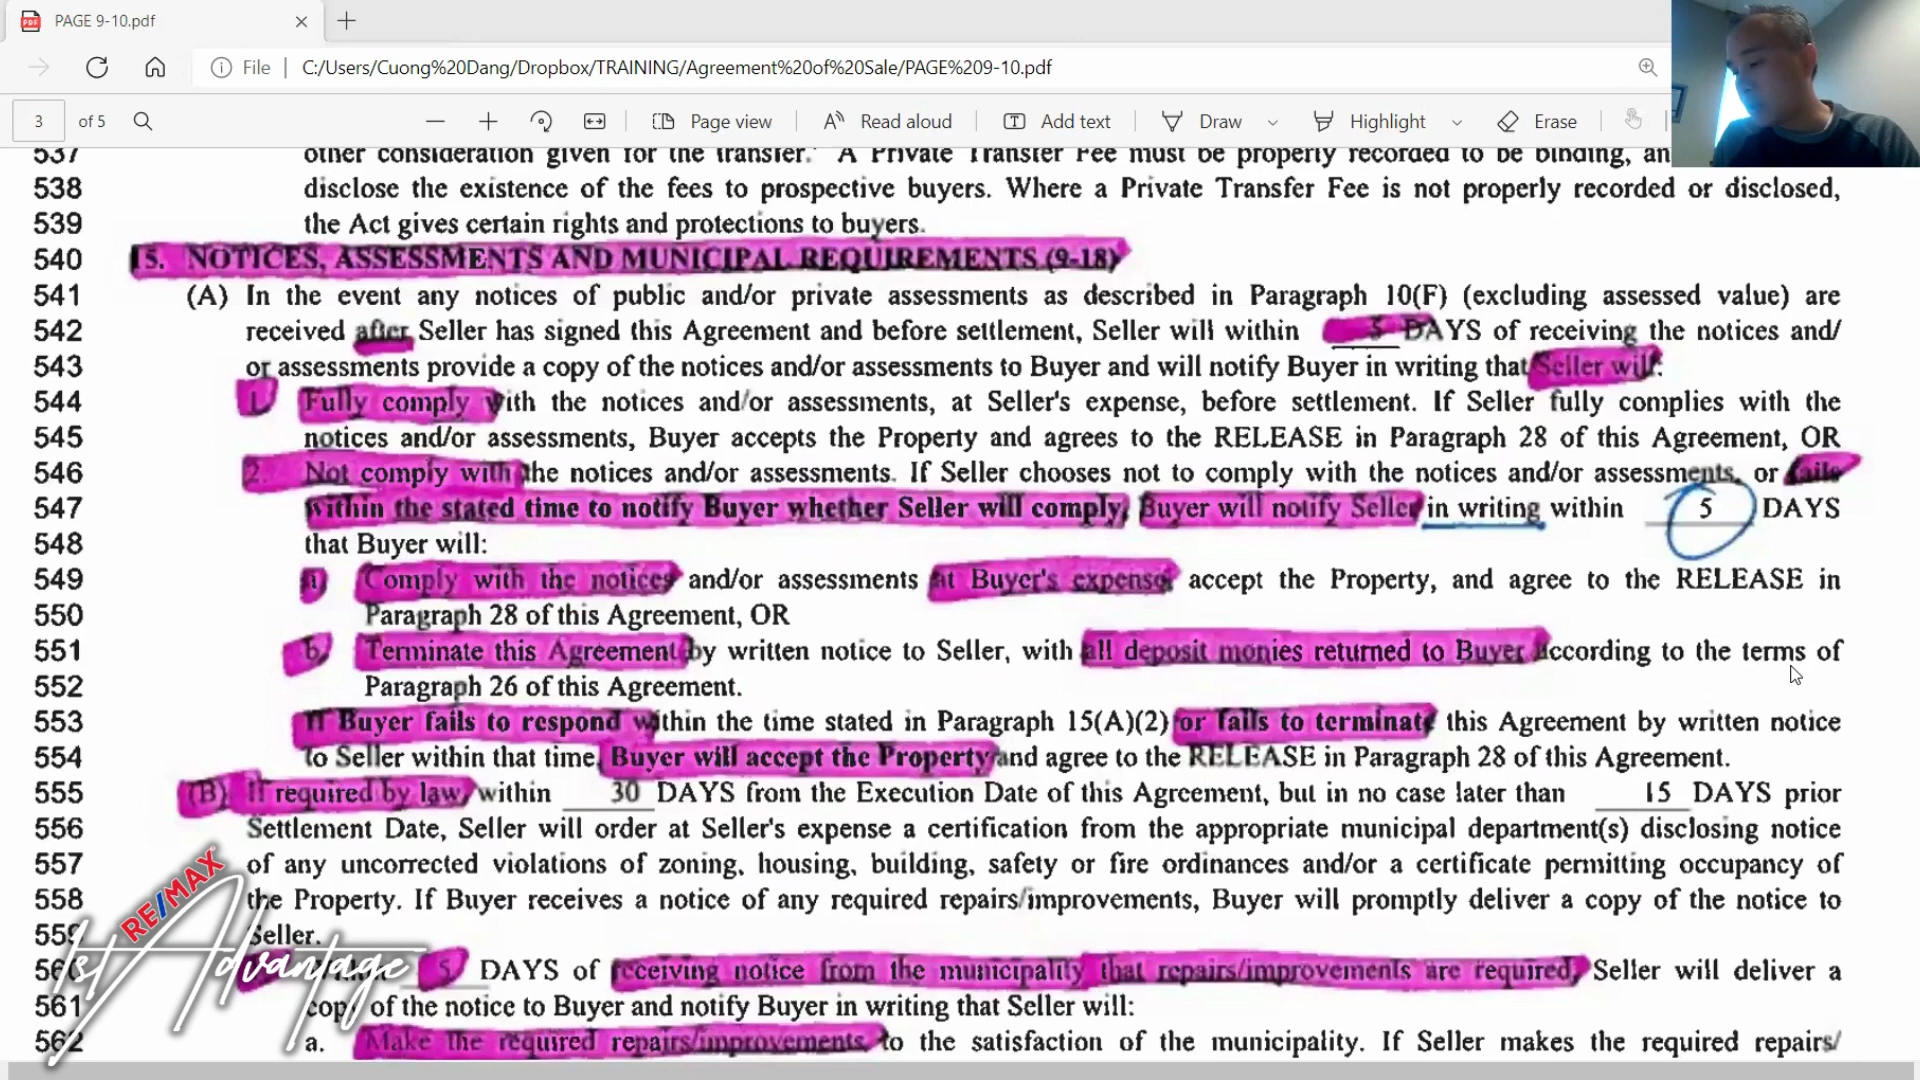 PAGE 9-10.pdf
File | C:/Users/Cuong%20Dang/Dropbox/TRAINING/Agreement%20of%20Sale/PAGE%209-10.pdf
3 of 5 Page view Read aloud Add text Draw Highlight Erase
537 other consideration given for the transfer." A Private Transfer Fee must be properly recorded to be binding, an
538 disclose the existence of the fees to prospective buyers. Where a Private Transfer Fee is not properly recorded or disclosed,
539 the Act gives certain rights and protections to buyers.
540 15. NOTICES, ASSESSMENTS AND MUNICIPAL REQUIREMENTS (9-18)
541 (A) In the event any notices of public and/or private assessments as described in Paragraph 10(F) (excluding assessed value) are
542 received after Seller has signed this Agreement and before settlement, Seller will within 5 DAYS of receiving the notices and/
543 or assessments provide a copy of the notices and/or assessments to Buyer and will notify Buyer in writing that Seller will:
544 1. Fully comply with the notices and/or assessments, at Seller's expense, before settlement. If Seller fully complies with the
545 notices and/or assessments, Buyer accepts the Property and agrees to the RELEASE in Paragraph 28 of this Agreement, OR
546 2. Not comply with the notices and/or assessments. If Seller chooses not to comply with the notices and/or assessments, or fails
547 within the stated time to notify Buyer whether Seller will comply, Buyer will notify Seller in writing within 5 DAYS
548 that Buyer will:
549 a. Comply with the notices and/or assessments at Buyer's expense, accept the Property, and agree to the RELEASE in
550 Paragraph 28 of this Agreement, OR
551 b. Terminate this Agreement by written notice to Seller, with all deposit monies returned to Buyer according to the terms of
552 Paragraph 26 of this Agreement.
553 If Buyer fails to respond within the time stated in Paragraph 15(A)(2) or fails to terminate this Agreement by written notice
554 to Seller within that time, Buyer will accept the Property and agree to the RELEASE in Paragraph 28 of this Agreement.
555 (B) If required by law, within 30 DAYS from the Execution Date of this Agreement, but in no case later than 15 DAYS prior
556 Settlement Date, Seller will order at Seller's expense a certification from the appropriate municipal department(s) disclosing notice
557 of any uncorrected violations of zoning, housing, building, safety or fire ordinances and/or a certificate permitting occupancy of
558 the Property. If Buyer receives a notice of any required repairs/improvements, Buyer will promptly deliver a copy of the notice to
559 Seller.
560 5 DAYS of receiving notice from the municipality that repairs/improvements are required, Seller will deliver a
561 copy of the notice to Buyer and notify Buyer in writing that Seller will:
562 a. Make the required repairs/improvements to the satisfaction of the municipality. If Seller makes the required repairs/
RE/MAX
1st Advantage